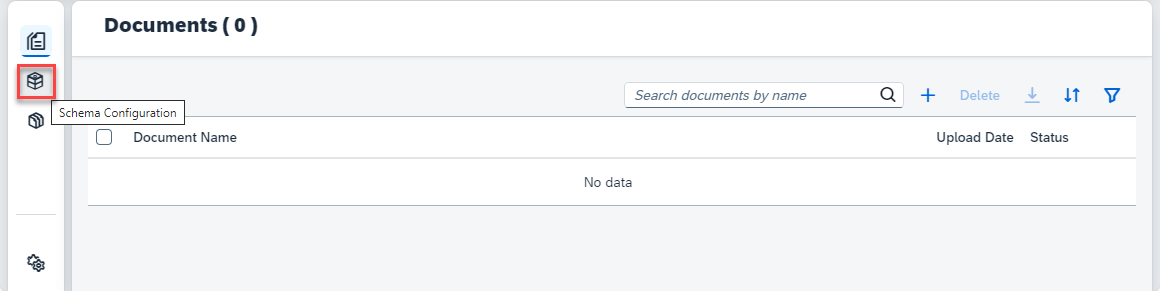 Documents ( 0 )
Search documents by name
Delete
Schema Configuration
Document Name
Upload Date
Status
No data